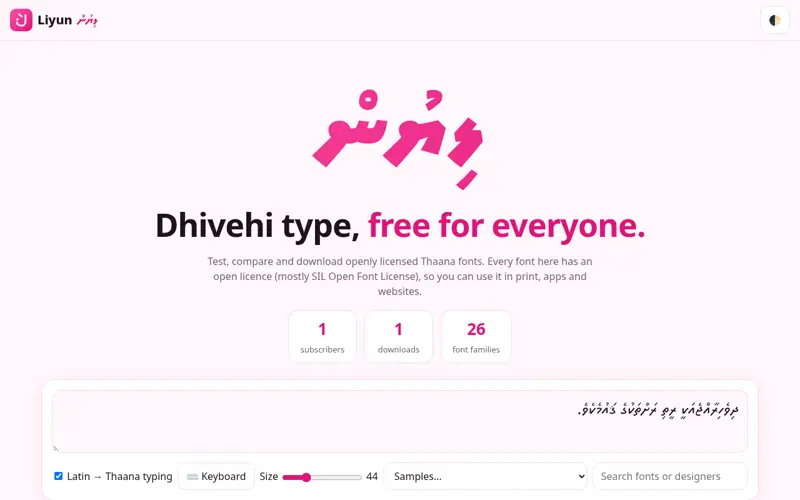 Liyun ލިޔުން
ލިޔުން
Dhivehi type, free for everyone.
Test, compare and download openly licensed Thaana fonts. Every font here has an
open licence (mostly SIL Open Font License), so you can use it in print, apps and
websites.
1
subscribers
1
downloads
26
font families
ދިވެހިރާއްޖެއަކީ ރީތި ރަށްތަކުގެ ޤައުމެކެވެ.
Latin → Thaana typing
Keyboard
Size
44
Samples...
Search fonts or designers